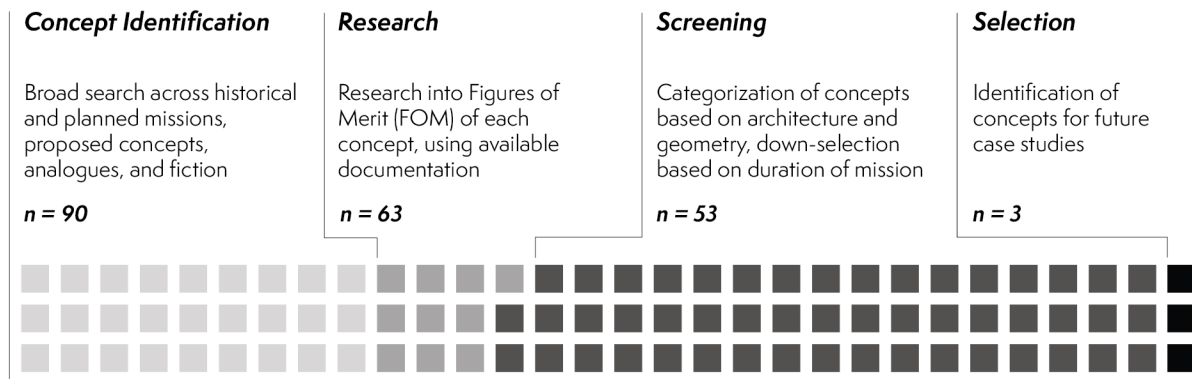 Concept Identification
Broad search across historical
and planned missions,
proposed concepts,
analogues, and fiction
n = 90
Research
Research into Figures of
Merit (FOM) of each
concept, using available
documentation
n = 63
Screening
Categorization of concepts
based on architecture and
geometry, down-selection
based on duration of mission
n = 53
Selection
Identification of
concepts for future
case studies
n = 3